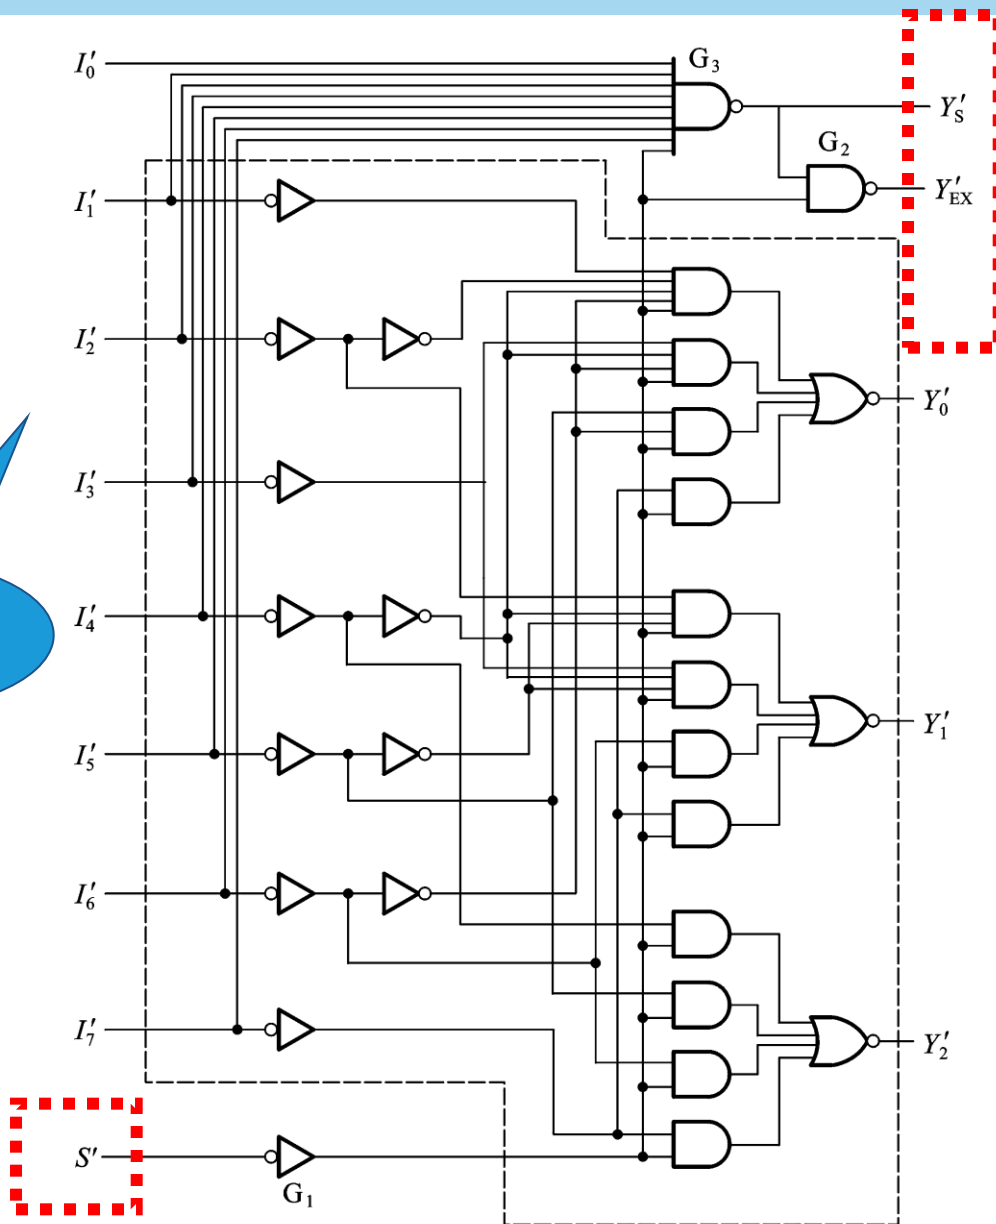 I′₀
G₃
Y′S
G₂
Y′EX
I′₁
I′₂
Y′₀
I′₃
I′₄
Y′₁
I′₅
I′₆
I′₇
Y′₂
S′
G₁